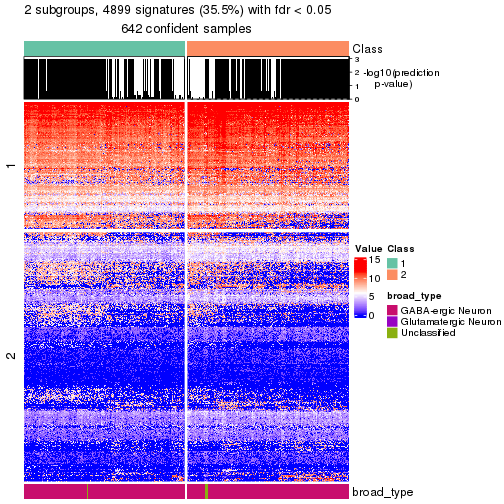 2 subgroups, 4899 signatures (35.5%) with fdr < 0.05
642 confident samples
Class
3
2
1
0
-log10(prediction
p-value)
1
2
Value
15
10
5
0
Class
1
2
broad_type
GABA-ergic Neuron
Glutamatergic Neuron
Unclassified
broad_type